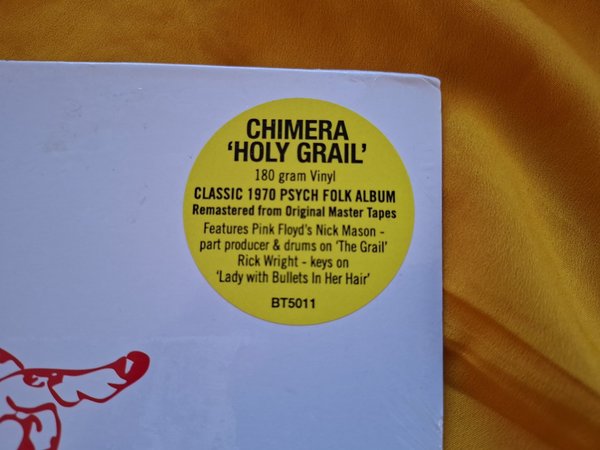 CHIMERA
‘HOLY GRAIL’
180 gram Vinyl
CLASSIC 1970 PSYCH FOLK ALBUM
Remastered from Original Master Tapes
Features Pink Floyd’s Nick Mason -
part producer & drums on ‘The Grail’
Rick Wright - keys on
‘Lady with Bullets In Her Hair’
BT5011